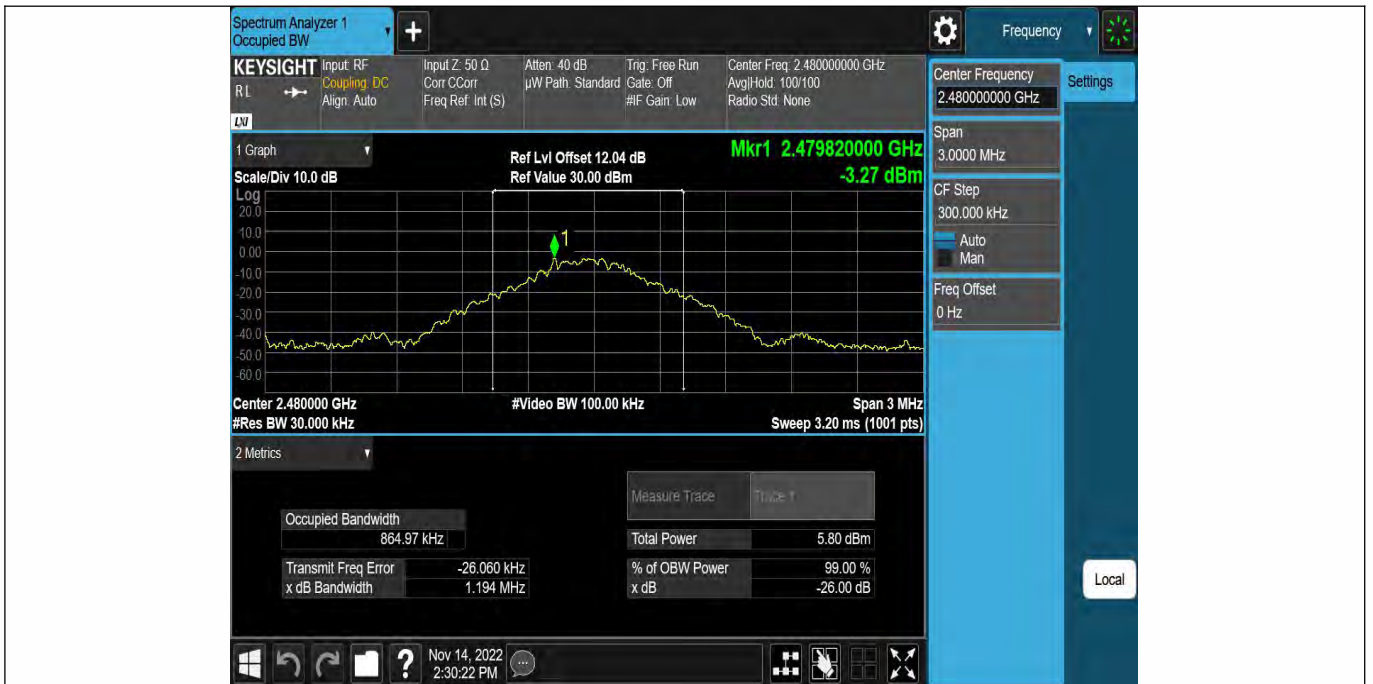 Spectrum Analyzer 1
Occupied BW
+
Frequency
KEYSIGHT
R L
LXI
Input: RF
Coupling: DC
Align: Auto
Input Z: 50 Ω
Corr CCorr
Freq Ref: Int (S)
Atten: 40 dB
µW Path: Standard
Trig: Free Run
Gate: Off
#IF Gain: Low
Center Freq: 2.480000000 GHz
Avg|Hold: 100/100
Radio Std: None
Center Frequency
2.480000000 GHz
Settings
Span
3.0000 MHz
CF Step
300.000 kHz
Auto
Man
Freq Offset
0 Hz
1 Graph
Scale/Div 10.0 dB
Ref Lvl Offset 12.04 dB
Ref Value 30.00 dBm
Mkr1 2.479820000 GHz
-3.27 dBm
Log
20.0
10.0
0.00
-10.0
-20.0
-30.0
-40.0
-50.0
-60.0
1
Center 2.480000 GHz
#Video BW 100.00 kHz
Span 3 MHz
#Res BW 30.000 kHz
Sweep 3.20 ms (1001 pts)
2 Metrics
Measure Trace
Trace 1
Occupied Bandwidth
864.97 kHz
Total Power
5.80 dBm
Transmit Freq Error
-26.060 kHz
% of OBW Power
99.00 %
x dB Bandwidth
1.194 MHz
x dB
-26.00 dB
Local
?
Nov 14, 2022
2:30:22 PM